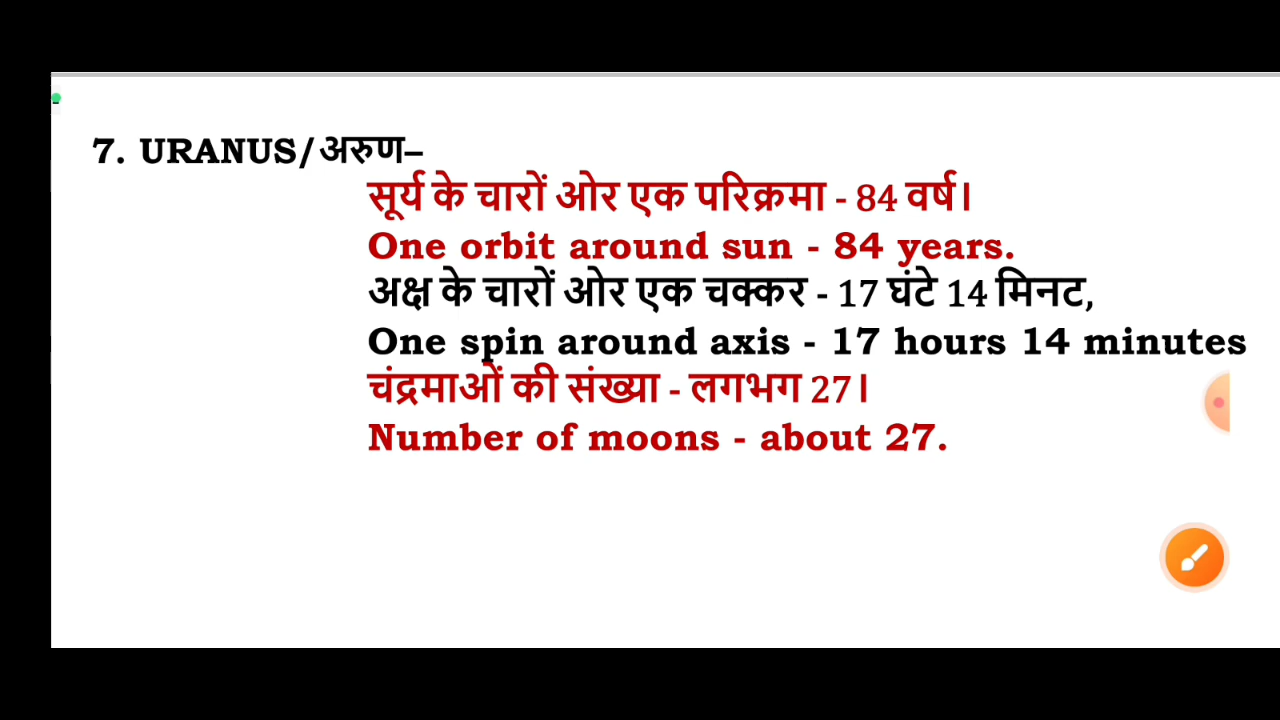 7. URANUS/अरुण–
सूर्य के चारों ओर एक परिक्रमा - 84 वर्ष।
One orbit around sun - 84 years.
अक्ष के चारों ओर एक चक्कर - 17 घंटे 14 मिनट,
One spin around axis - 17 hours 14 minutes
चंद्रमाओं की संख्या - लगभग 27।
Number of moons - about 27.